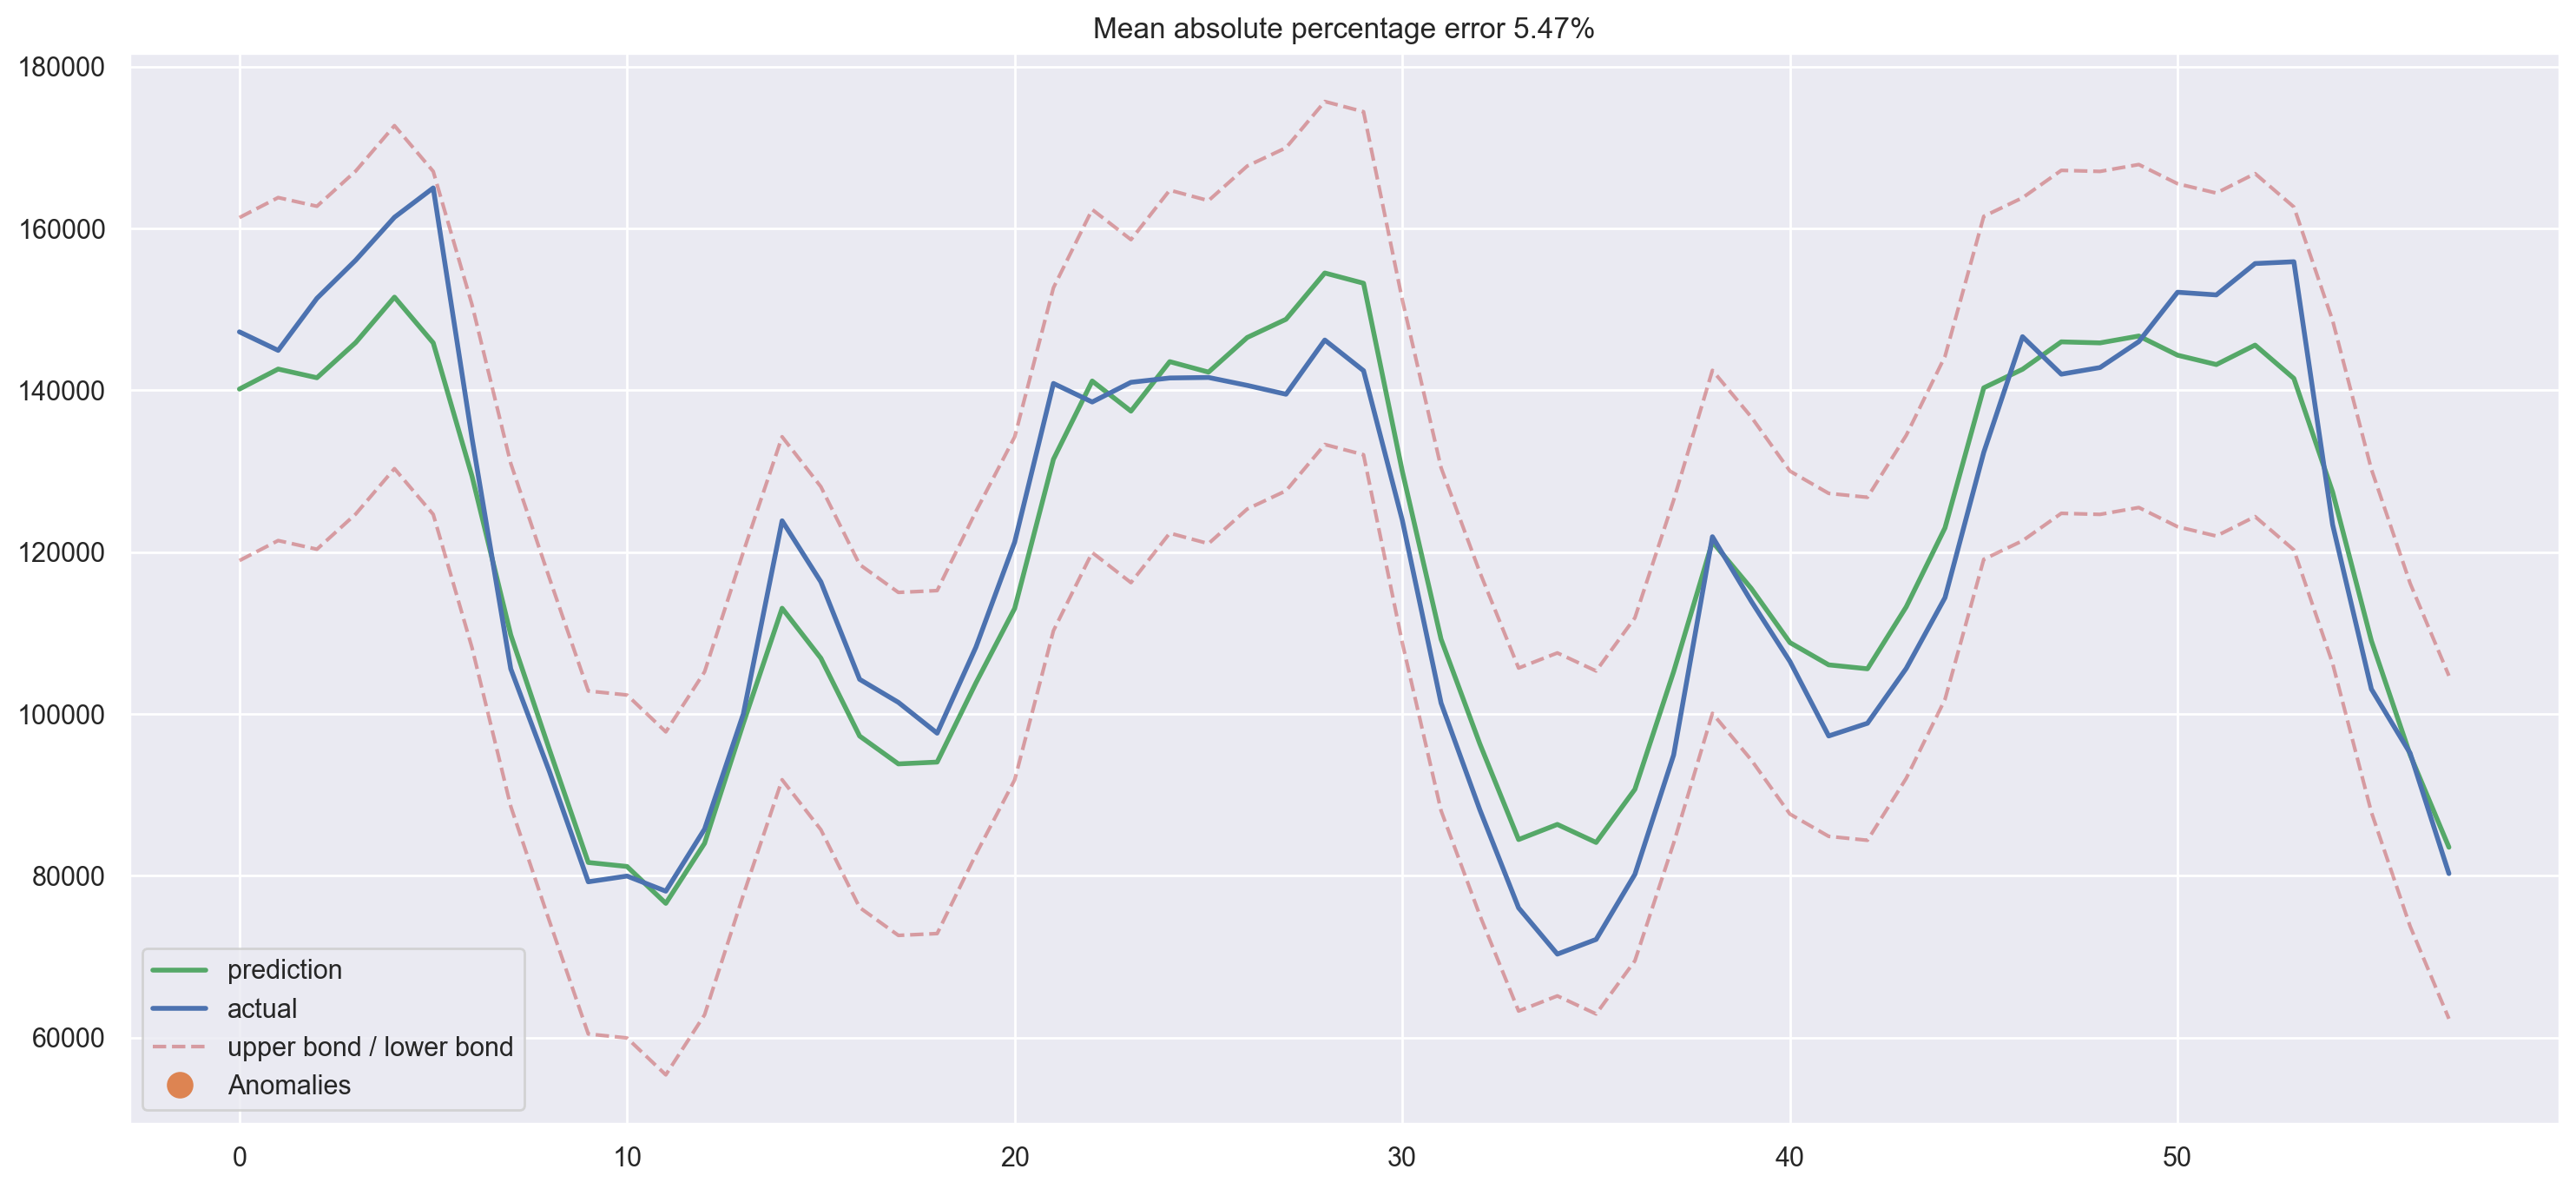 Mean absolute percentage error 5.47%
180000
160000
140000
120000
100000
80000
60000
prediction
actual
upper bond / lower bond
Anomalies
0 10 20 30 40 50